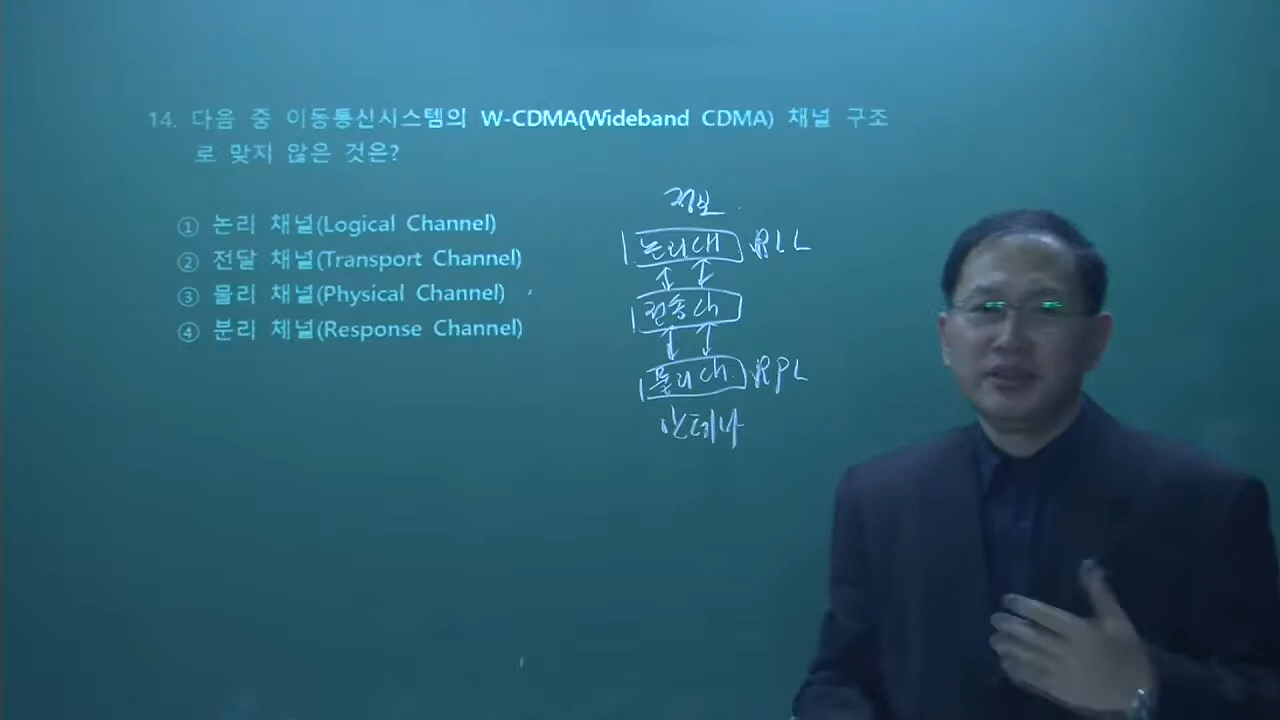 14. 다음 중 이동통신시스템의 W-CDMA(Wideband CDMA) 채널 구조
로 맞지 않은 것은?
① 논리 채널(Logical Channel)
② 전달 채널(Transport Channel)
③ 물리 채널(Physical Channel)
④ 분리 체널(Response Channel)
정보
논리ch RLL
전송ch
물리ch RPL
안테나